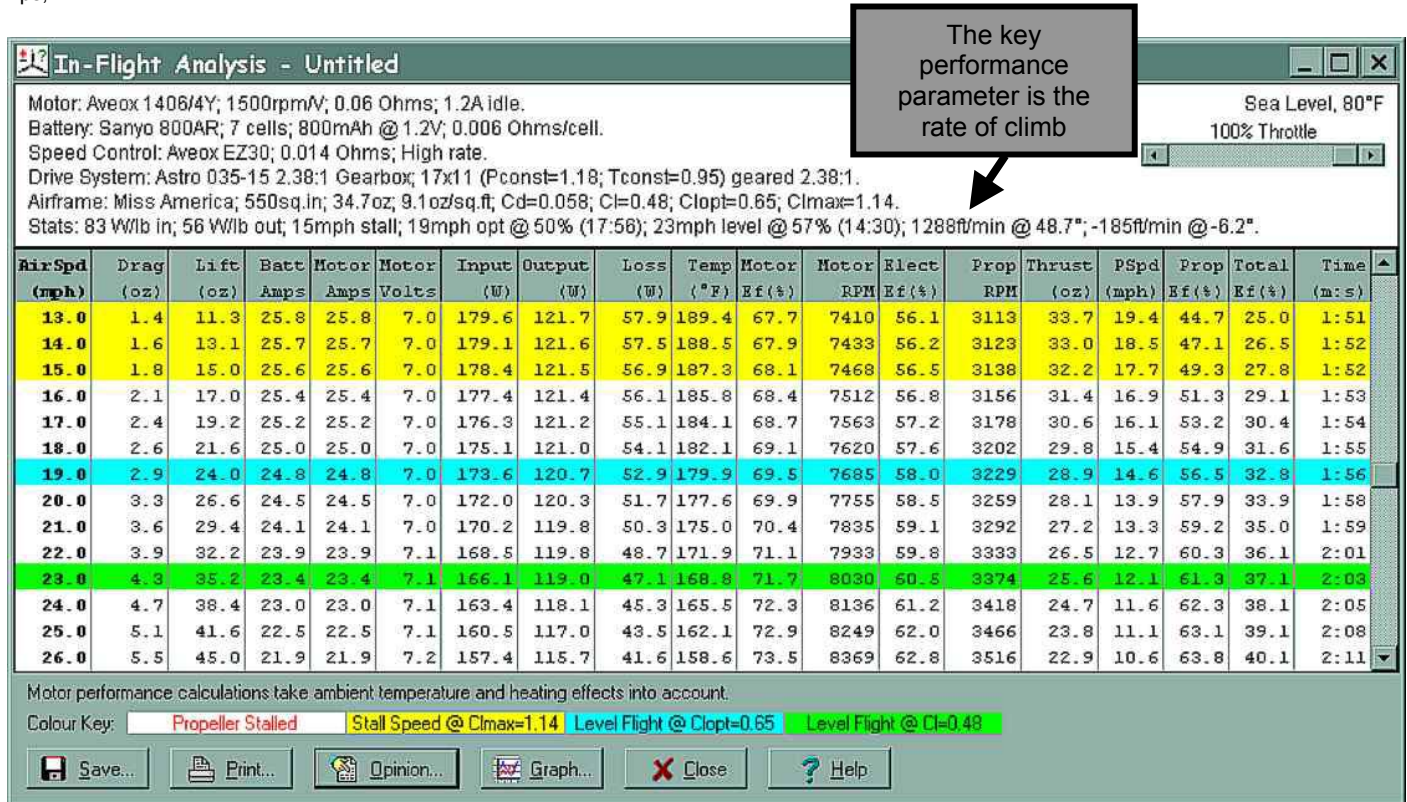 The key
performance
parameter is the
rate of climb
In-Flight Analysis - Untitled
Motor: Aveox 1406/4Y; 1500rpm/V; 0.06 Ohms; 1.2A idle.
Sea Level, 80°F
Battery: Sanyo 800AR; 7 cells; 800mAh @ 1.2V; 0.006 Ohms/cell.
100% Throttle
Speed Control: Aveox EZ30; 0.014 Ohms; High rate.
Drive System: Astro 035-15 2.38:1 Gearbox; 17x11 (Pconst=1.18; Tconst=0.95) geared 2.38:1.
Airframe: Miss America; 550sq.in; 34.7oz; 9.1oz/sq.ft; Cd=0.058; Cl=0.48; Clopt=0.65; Clmax=1.14.
Stats: 83 W/lb in; 56 W/lb out; 15mph stall; 19mph opt @ 50% (17:56); 23mph level @ 57% (14:30); 1288ft/min @ 48.7°; -185ft/min @ -6.2°.
AirSpd Drag Lift Batt Motor Motor Input Output Loss Temp Motor Motor Elect Prop Thrust PSpd Prop Total Time
(mph) (oz) (oz) Amps Amps Volts (W) (W) (W) (°F) Ef(%) RPM Ef(%) RPM (oz) (mph) Ef(%) Ef(%) (m:s)
13.0 1.4 11.3 25.8 25.8 7.0 179.6 121.7 57.9 189.4 67.7 7410 56.1 3113 33.7 19.4 44.7 25.0 1:51
14.0 1.6 13.1 25.7 25.7 7.0 179.1 121.6 57.5 188.5 67.9 7433 56.2 3123 33.0 18.5 47.1 26.5 1:52
15.0 1.8 15.0 25.6 25.6 7.0 178.4 121.5 56.9 187.3 68.1 7468 56.5 3138 32.2 17.7 49.3 27.8 1:52
16.0 2.1 17.0 25.4 25.4 7.0 177.4 121.4 56.1 185.8 68.4 7512 56.8 3156 31.4 16.9 51.3 29.1 1:53
17.0 2.4 19.2 25.2 25.2 7.0 176.3 121.2 55.1 184.1 68.7 7563 57.2 3178 30.6 16.1 53.2 30.4 1:54
18.0 2.6 21.6 25.0 25.0 7.0 175.1 121.0 54.1 182.1 69.1 7620 57.6 3202 29.8 15.4 54.9 31.6 1:55
19.0 2.9 24.0 24.8 24.8 7.0 173.6 120.7 52.9 179.9 69.5 7685 58.0 3229 28.9 14.6 56.5 32.8 1:56
20.0 3.3 26.6 24.5 24.5 7.0 172.0 120.3 51.7 177.6 69.9 7755 58.5 3259 28.1 13.9 57.9 33.9 1:58
21.0 3.6 29.4 24.1 24.1 7.0 170.2 119.8 50.3 175.0 70.4 7835 59.1 3292 27.2 13.3 59.2 35.0 1:59
22.0 3.9 32.2 23.9 23.9 7.1 168.5 119.8 48.7 171.9 71.1 7933 59.8 3333 26.5 12.7 60.3 36.1 2:01
23.0 4.3 35.2 23.4 23.4 7.1 166.1 119.0 47.1 168.8 71.7 8030 60.5 3374 25.6 12.1 61.3 37.1 2:03
24.0 4.7 38.4 23.0 23.0 7.1 163.4 118.1 45.3 165.5 72.3 8136 61.2 3418 24.7 11.6 62.3 38.1 2:05
25.0 5.1 41.6 22.5 22.5 7.1 160.5 117.0 43.5 162.1 72.9 8249 62.0 3466 23.8 11.1 63.1 39.1 2:08
26.0 5.5 45.0 21.9 21.9 7.2 157.4 115.7 41.6 158.6 73.5 8369 62.8 3516 22.9 10.6 63.8 40.1 2:11
Motor performance calculations take ambient temperature and heating effects into account.
Colour Key: Propeller Stalled Stall Speed @ Clmax=1.14 Level Flight @ Clopt=0.65 Level Flight @ Cl=0.48
Save... Print... Opinion... Graph... Close Help